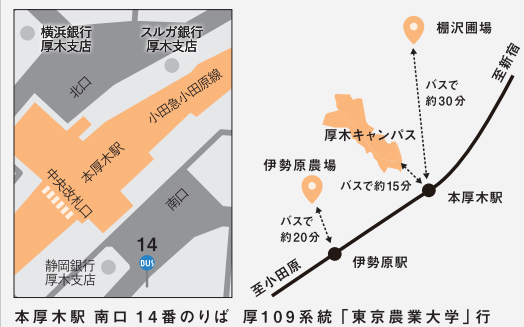 横浜銀行
厚木支店
スルガ銀行
厚木支店
北口
小田急小田原線
本厚木駅
中央改札口
南口
14
BUS
静岡銀行
厚木支店
棚沢圃場
至新宿
バスで
約30分
厚木キャンパス
伊勢原農場
バスで約15分
本厚木駅
バスで
約20分
伊勢原駅
至小田原
本厚木駅 南口 14番のりば 厚109系統「東京農業大学」行